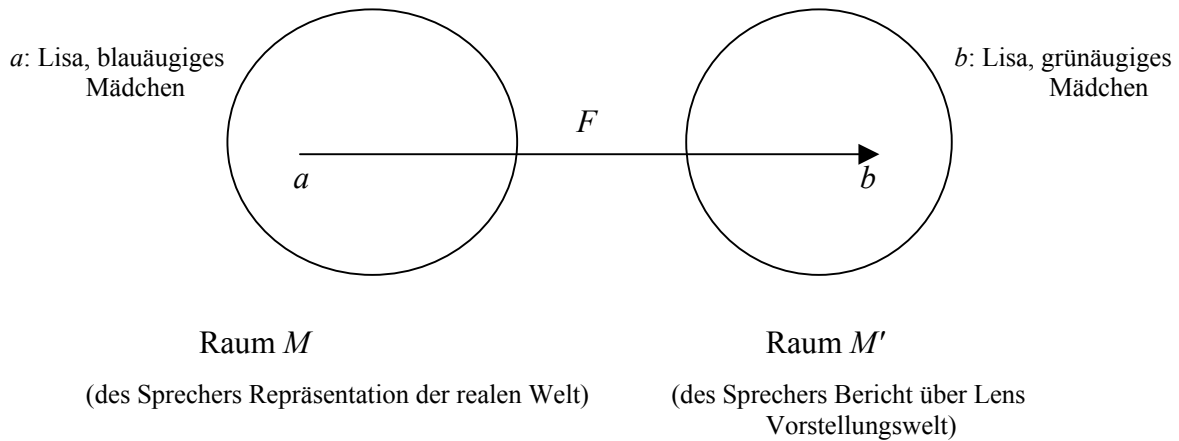 a: Lisa, blauäugiges
Mädchen
b: Lisa, grünäugiges
Mädchen
F
a
b
Raum M
Raum M′
(des Sprechers Repräsentation der realen Welt)
(des Sprechers Bericht über Lens
Vorstellungswelt)